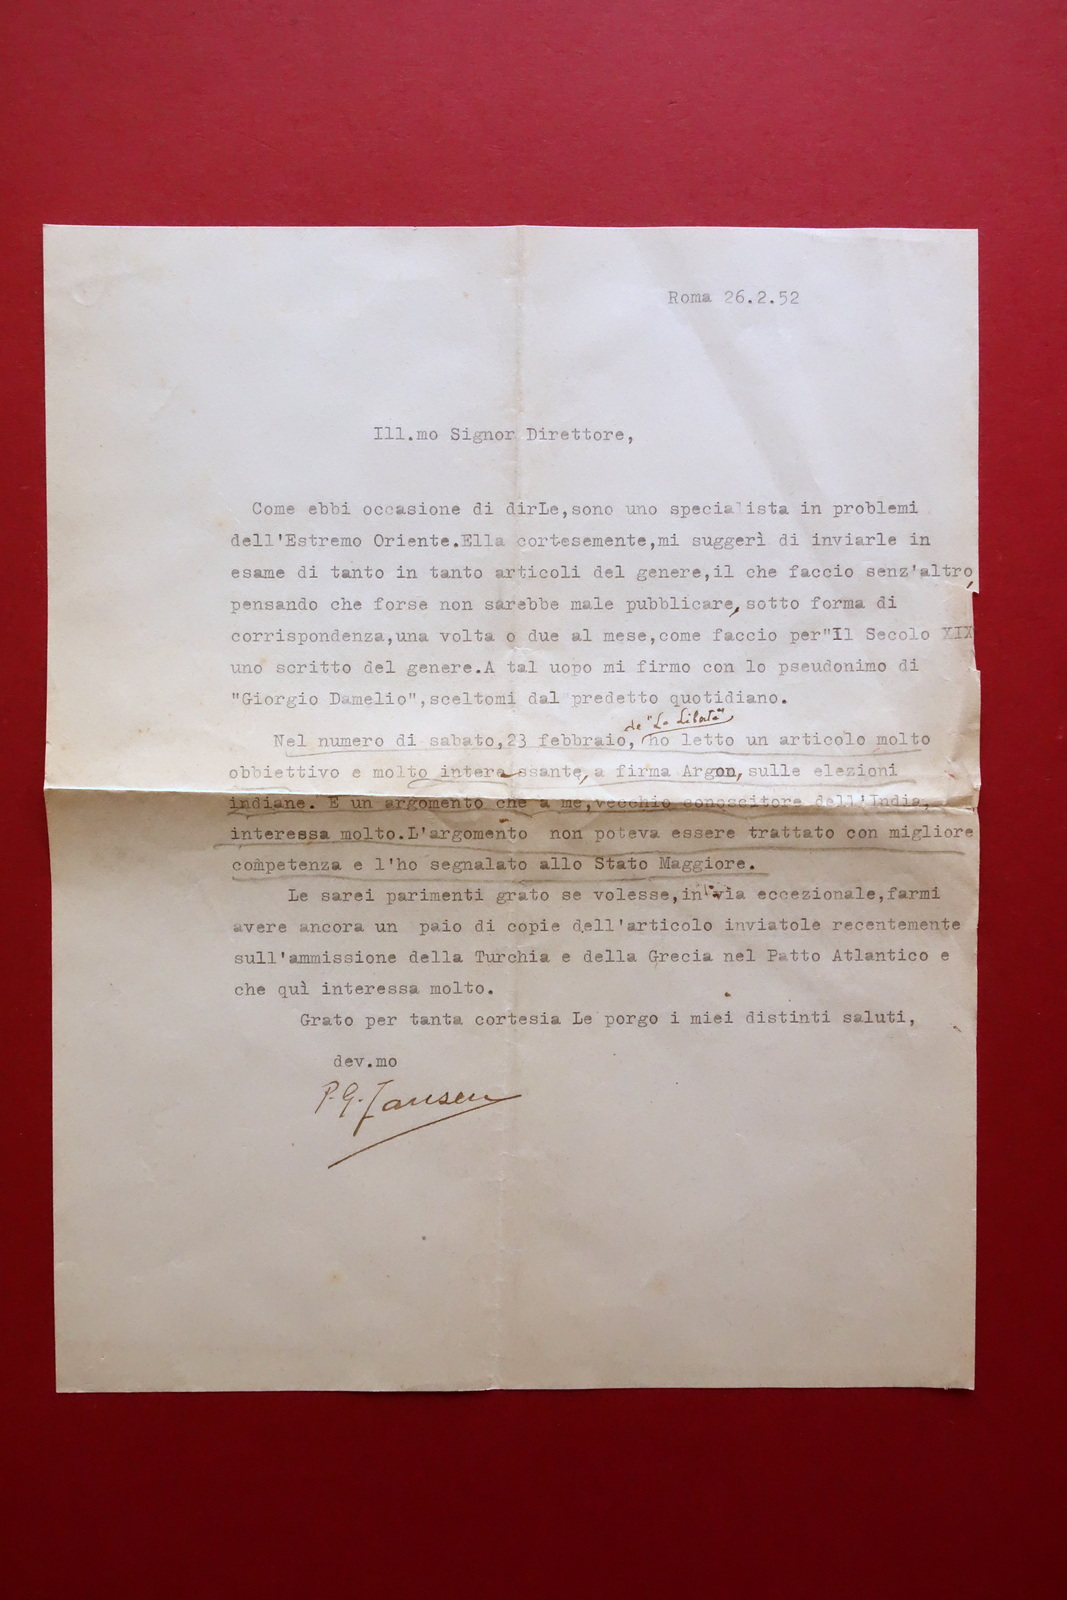 Roma 26.2.52
Ill.mo Signor Direttore,
Come ebbi occasione di dirLe,sono uno specialista in problemi
dell'Estremo Oriente.Ella cortesemente,mi suggerì di inviarle in
esame di tanto in tanto articoli del genere,il che faccio senz'altro,
pensando che forse non sarebbe male pubblicare, sotto forma di
corrispondenza,una volta o due al mese,come faccio per"Il Secolo XIX
uno scritto del genere.A tal uopo mi firmo con lo pseudonimo di
"Giorgio Damelio",sceltomi dal predetto quotidiano.
de "La Libertà"
Nel numero di sabato,23 febbraio, ho letto un articolo molto
obbiettivo e molto interessante, a firma Argon, sulle elezioni
indiane. E un argomento che a me,vecchio conoscitore dell'India,
interessa molto.L'argomento non poteva essere trattato con migliore
competenza e l'ho segnalato allo Stato Maggiore.
Le sarei parimenti grato se volesse,in via eccezionale,farmi
avere ancora un paio di copie dell'articolo inviatole recentemente
sull'ammissione della Turchia e della Grecia nel Patto Atlantico e
che quì interessa molto.
Grato per tanta cortesia Le porgo i miei distinti saluti,
dev.mo
P.G. Jansen